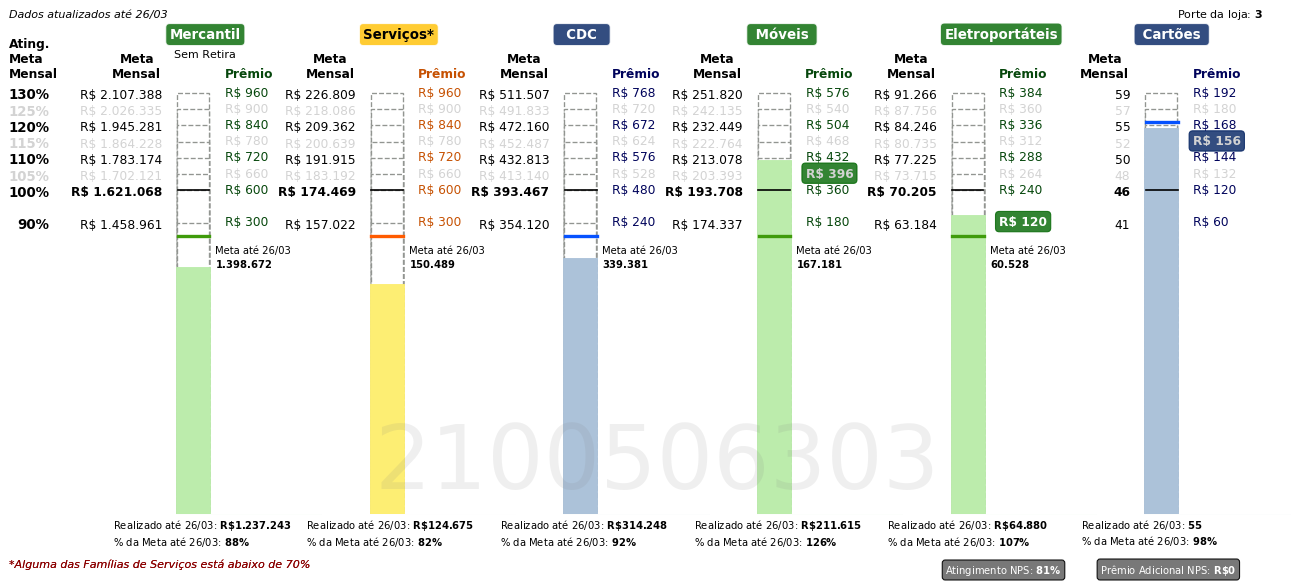 Dados atualizados até 26/03
Porte da loja: 3
Mercantil Serviços* CDC Móveis Eletroportáteis Cartões
Sem Retira
Ating. Meta Mensal
Meta Mensal Prêmio Meta Mensal Prêmio Meta Mensal Prêmio Meta Mensal Prêmio Meta Mensal Prêmio Meta Mensal Prêmio
130% R$ 2.107.388 R$ 960 R$ 226.809 R$ 960 R$ 511.507 R$ 768 R$ 251.820 R$ 576 R$ 91.266 R$ 384 59 R$ 192
125% R$ 2.026.335 R$ 900 R$ 218.086 R$ 900 R$ 491.833 R$ 720 R$ 242.135 R$ 540 R$ 87.756 R$ 360 57 R$ 180
120% R$ 1.945.281 R$ 840 R$ 209.362 R$ 840 R$ 472.160 R$ 672 R$ 232.449 R$ 504 R$ 84.246 R$ 336 55 R$ 168
115% R$ 1.864.228 R$ 780 R$ 200.639 R$ 780 R$ 452.487 R$ 624 R$ 222.764 R$ 468 R$ 80.735 R$ 312 52 R$ 156
110% R$ 1.783.174 R$ 720 R$ 191.915 R$ 720 R$ 432.813 R$ 576 R$ 213.078 R$ 432 R$ 77.225 R$ 288 50 R$ 144
105% R$ 1.702.121 R$ 660 R$ 183.192 R$ 660 R$ 413.140 R$ 528 R$ 203.393 R$ 396 R$ 73.715 R$ 264 48 R$ 132
100% R$ 1.621.068 R$ 600 R$ 174.469 R$ 600 R$ 393.467 R$ 480 R$ 193.708 R$ 360 R$ 70.205 R$ 240 46 R$ 120
90% R$ 1.458.961 R$ 300 R$ 157.022 R$ 300 R$ 354.120 R$ 240 R$ 174.337 R$ 180 R$ 63.184 R$ 120 41 R$ 60
Meta até 26/03 Meta até 26/03 Meta até 26/03 Meta até 26/03 Meta até 26/03
1.398.672 150.489 339.381 167.181 60.528
2100506303
Realizado até 26/03: R$1.237.243 Realizado até 26/03: R$124.675 Realizado até 26/03: R$314.248 Realizado até 26/03: R$211.615 Realizado até 26/03: R$64.880 Realizado até 26/03: 55
% da Meta até 26/03: 88% % da Meta até 26/03: 82% % da Meta até 26/03: 92% % da Meta até 26/03: 126% % da Meta até 26/03: 107% % da Meta até 26/03: 98%
*Alguma das Famílias de Serviços está abaixo de 70%
Atingimento NPS: 81% Prêmio Adicional NPS: R$0